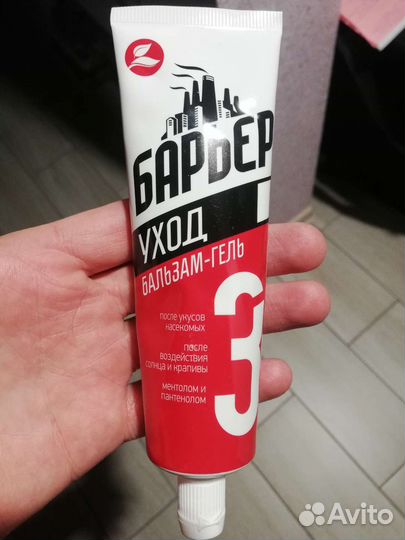 БАРЬЕР
УХОД
БАЛЬЗАМ-ГЕЛЬ
3
после укусов
насекомых
после
воздействия
солнца и крапивы
ментолом и
пантенолом
Avito